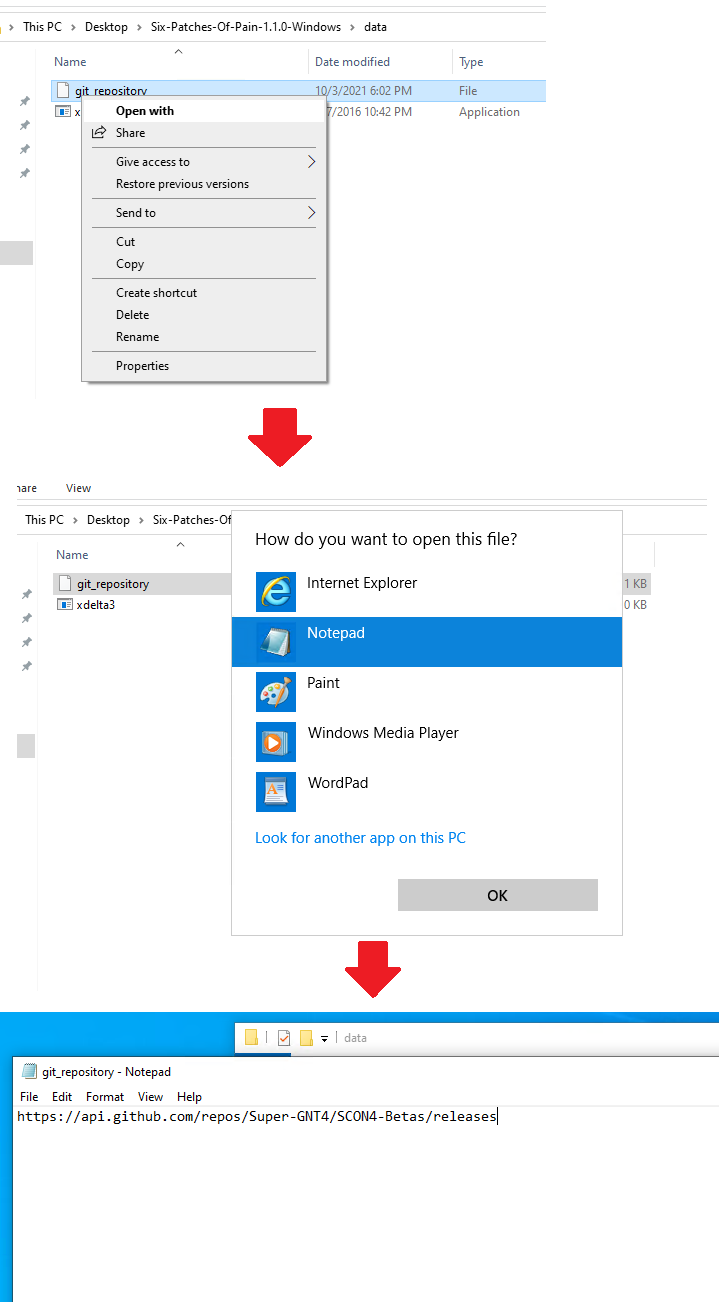 This PC > Desktop > Six-Patches-Of-Pain-1.1.0-Windows > data
Name Date modified Type
git_repository 10/3/2021 6:02 PM File
x 7/2016 10:42 PM Application
Open with
Share
Give access to
Restore previous versions
Send to
Cut
Copy
Create shortcut
Delete
Rename
Properties
hare View
This PC > Desktop > Six-Patches-Of
Name
git_repository 1 KB
xdelta3 0 KB
How do you want to open this file?
Internet Explorer
Notepad
Paint
Windows Media Player
WordPad
Look for another app on this PC
OK
data
git_repository - Notepad
File Edit Format View Help
https://api.github.com/repos/Super-GNT4/SCON4-Betas/releases